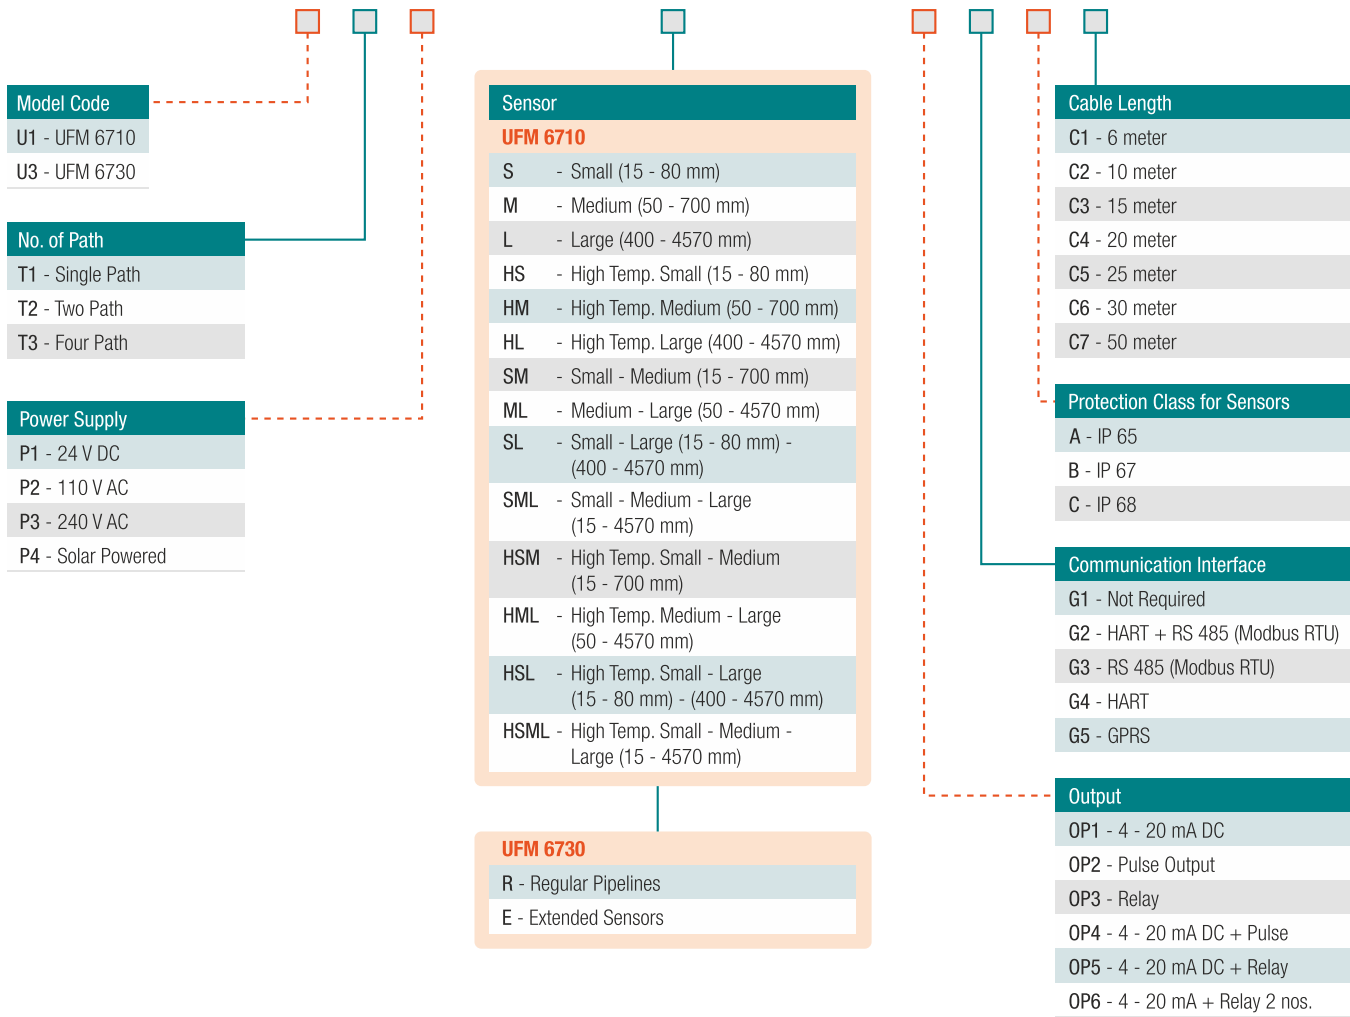 Model Code
U1 - UFM 6710
U3 - UFM 6730
No. of Path
T1 - Single Path
T2 - Two Path
T3 - Four Path
Power Supply
P1 - 24 V DC
P2 - 110 V AC
P3 - 240 V AC
P4 - Solar Powered
Sensor
UFM 6710
S - Small (15 - 80 mm)
M - Medium (50 - 700 mm)
L - Large (400 - 4570 mm)
HS - High Temp. Small (15 - 80 mm)
HM - High Temp. Medium (50 - 700 mm)
HL - High Temp. Large (400 - 4570 mm)
SM - Small - Medium (15 - 700 mm)
ML - Medium - Large (50 - 4570 mm)
SL - Small - Large (15 - 80 mm) -
(400 - 4570 mm)
SML - Small - Medium - Large
(15 - 4570 mm)
HSM - High Temp. Small - Medium
(15 - 700 mm)
HML - High Temp. Medium - Large
(50 - 4570 mm)
HSL - High Temp. Small - Large
(15 - 80 mm) - (400 - 4570 mm)
HSML - High Temp. Small - Medium -
Large (15 - 4570 mm)
UFM 6730
R - Regular Pipelines
E - Extended Sensors
Cable Length
C1 - 6 meter
C2 - 10 meter
C3 - 15 meter
C4 - 20 meter
C5 - 25 meter
C6 - 30 meter
C7 - 50 meter
Protection Class for Sensors
A - IP 65
B - IP 67
C - IP 68
Communication Interface
G1 - Not Required
G2 - HART + RS 485 (Modbus RTU)
G3 - RS 485 (Modbus RTU)
G4 - HART
G5 - GPRS
Output
OP1 - 4 - 20 mA DC
OP2 - Pulse Output
OP3 - Relay
OP4 - 4 - 20 mA DC + Pulse
OP5 - 4 - 20 mA DC + Relay
OP6 - 4 - 20 mA + Relay 2 nos.